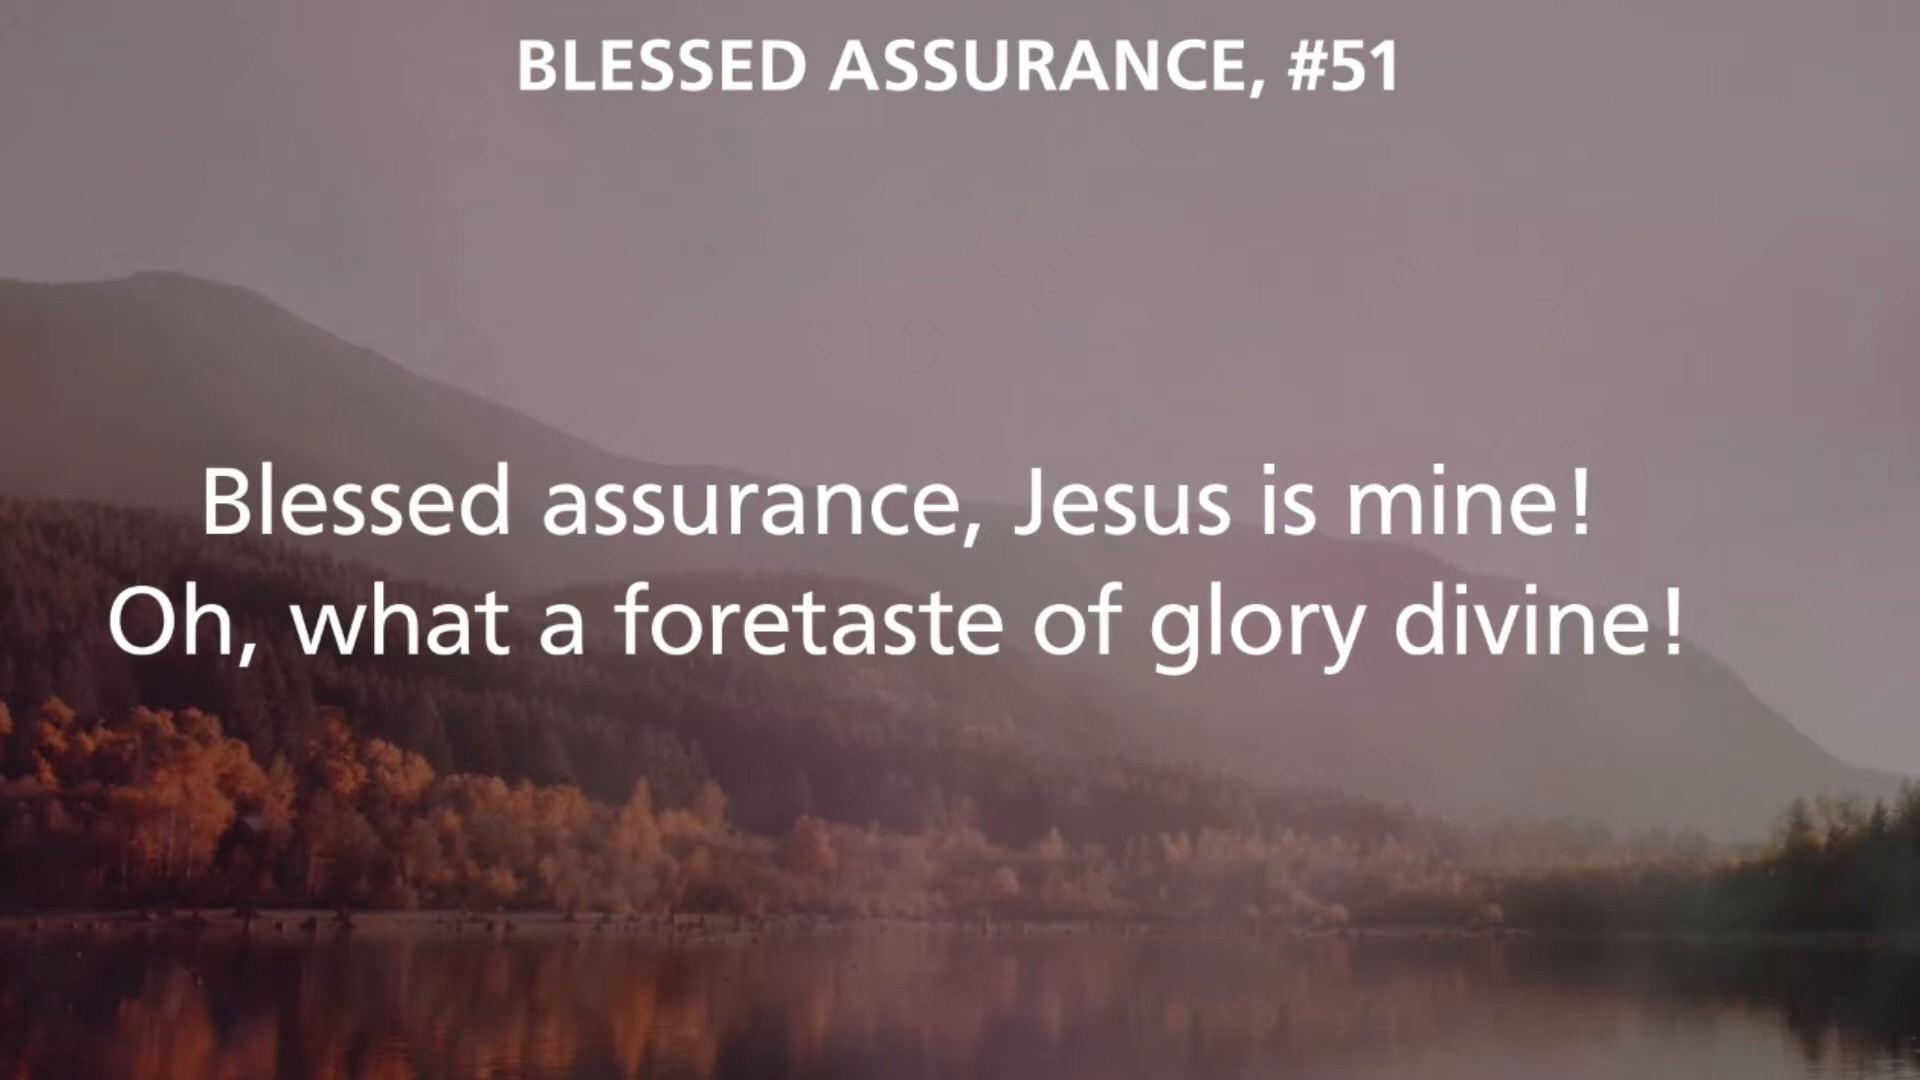 BLESSED ASSURANCE, #51
Blessed assurance, Jesus is mine!
Oh, what a foretaste of glory divine!